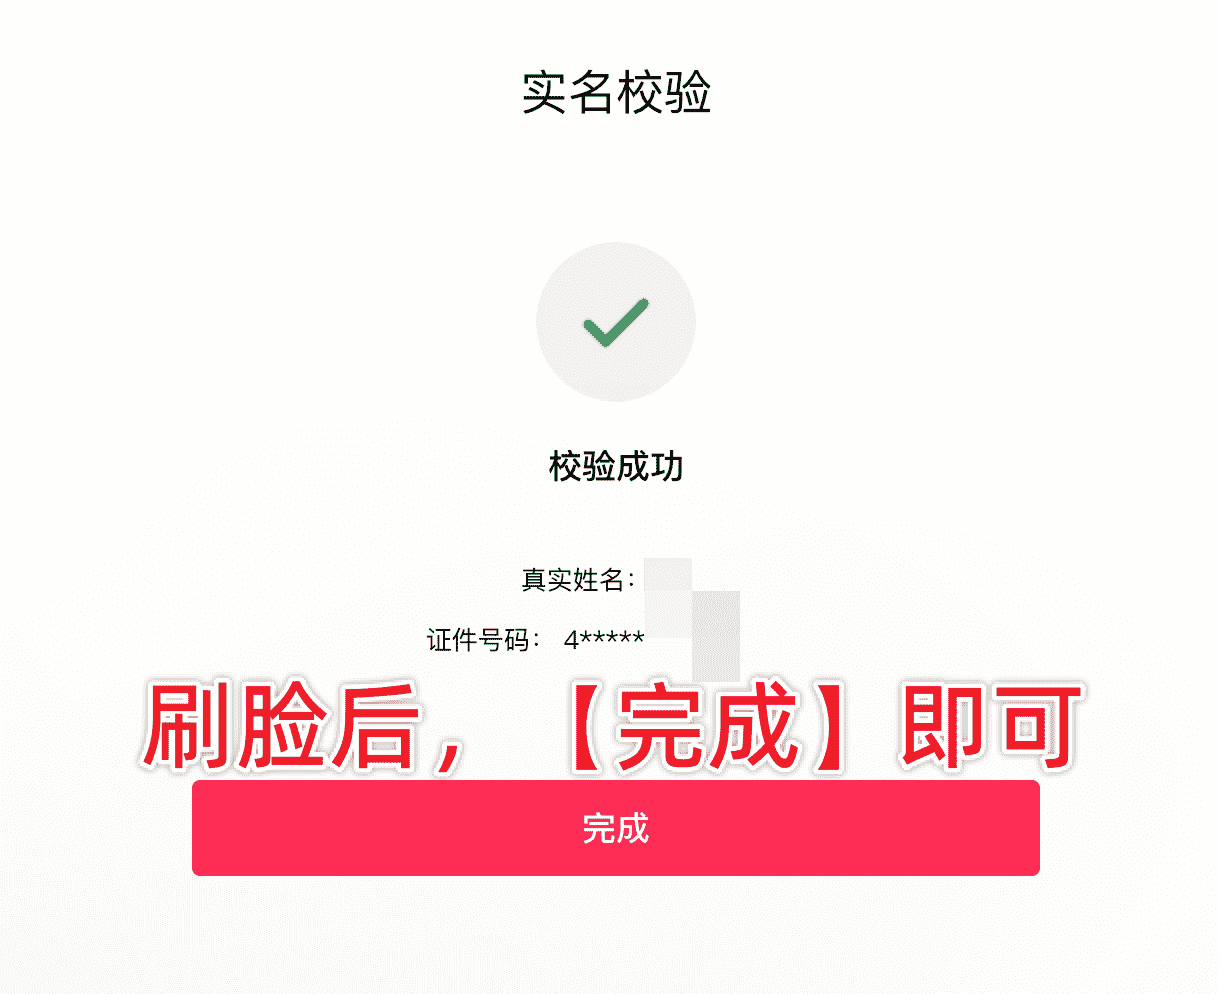 实名校验
校验成功
真实姓名：
证件号码： 4*****
刷脸后，【完成】即可
完成